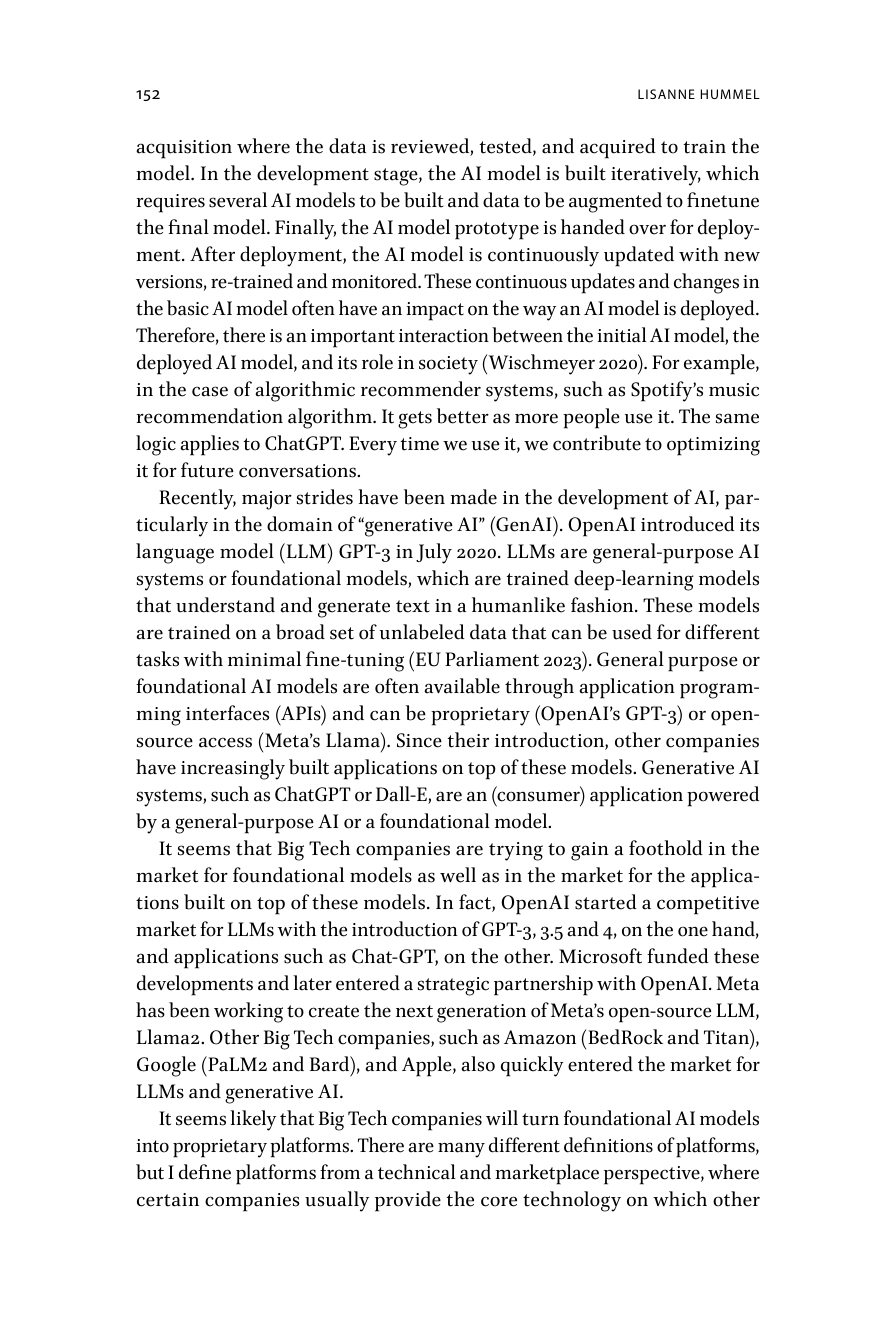 152
LISANNE HUMMEL
acquisition where the data is reviewed, tested, and acquired to train the
model. In the development stage, the AI model is built iteratively, which
requires several AI models to be built and data to be augmented to finetune
the final model. Finally, the AI model prototype is handed over for deploy-
ment. After deployment, the AI model is continuously updated with new
versions, re-trained and monitored. These continuous updates and changes in
the basic AI model often have an impact on the way an AI model is deployed.
Therefore, there is an important interaction between the initial AI model, the
deployed AI model, and its role in society (Wischmeyer 2020). For example,
in the case of algorithmic recommender systems, such as Spotify’s music
recommendation algorithm. It gets better as more people use it. The same
logic applies to ChatGPT. Every time we use it, we contribute to optimizing
it for future conversations.
Recently, major strides have been made in the development of AI, par-
ticularly in the domain of “generative AI” (GenAI). OpenAI introduced its
language model (LLM) GPT-3 in July 2020. LLMs are general-purpose AI
systems or foundational models, which are trained deep-learning models
that understand and generate text in a humanlike fashion. These models
are trained on a broad set of unlabeled data that can be used for different
tasks with minimal fine-tuning (EU Parliament 2023). General purpose or
foundational AI models are often available through application program-
ming interfaces (APIs) and can be proprietary (OpenAI’s GPT-3) or open-
source access (Meta’s Llama). Since their introduction, other companies
have increasingly built applications on top of these models. Generative AI
systems, such as ChatGPT or Dall-E, are an (consumer) application powered
by a general-purpose AI or a foundational model.
It seems that Big Tech companies are trying to gain a foothold in the
market for foundational models as well as in the market for the applica-
tions built on top of these models. In fact, OpenAI started a competitive
market for LLMs with the introduction of GPT-3, 3.5 and 4, on the one hand,
and applications such as Chat-GPT, on the other. Microsoft funded these
developments and later entered a strategic partnership with OpenAI. Meta
has been working to create the next generation of Meta’s open-source LLM,
Llama2. Other Big Tech companies, such as Amazon (BedRock and Titan),
Google (PaLM2 and Bard), and Apple, also quickly entered the market for
LLMs and generative AI.
It seems likely that Big Tech companies will turn foundational AI models
into proprietary platforms. There are many different definitions of platforms,
but I define platforms from a technical and marketplace perspective, where
certain companies usually provide the core technology on which other